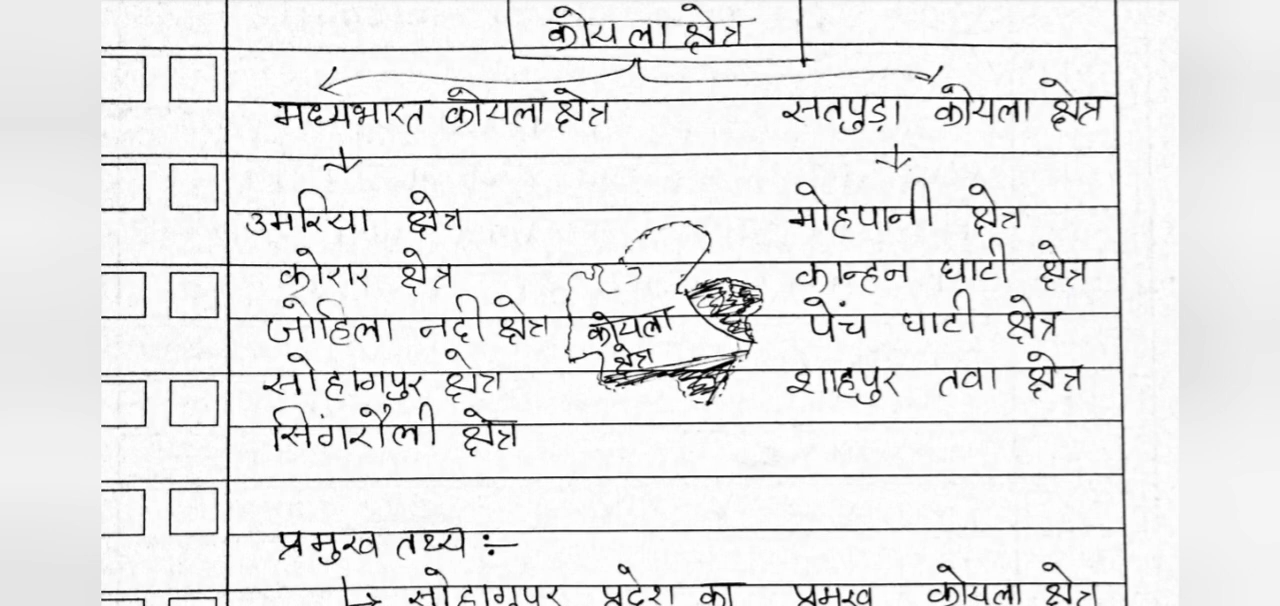 कोयला क्षेत्र
मध्यभारत कोयला क्षेत्र सतपुड़ा कोयला क्षेत्र
उमरिया क्षेत्र मोहपानी क्षेत्र
कोरार क्षेत्र कान्हन घाटी क्षेत्र
जोहिला नदी क्षेत्र कोयला पेंच घाटी क्षेत्र
क्षेत्र
सोहागपुर क्षेत्र शाहपुर तवा क्षेत्र
सिंगरौली क्षेत्र
प्रमुख तथ्य :-
सोहागपुर प्रदेश का प्रमुख कोयला क्षेत्र